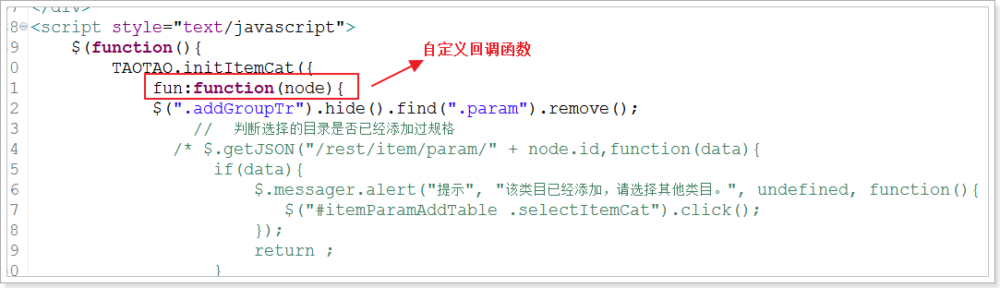 7 </div>
8 <script style="text/javascript">
9 $(function(){
自定义回调函数
0 TAOTAO.initItemCat({
1 fun:function(node){
2 $(".addGroupTr").hide().find(".param").remove();
3 // 判断选择的目录是否已经添加过规格
4 /* $.getJSON("/rest/item/param/" + node.id,function(data){
5 if(data){
6 $.messager.alert("提示", "该类目已经添加，请选择其他类目。", undefined, function(){
7 $("#itemParamAddTable .selectItemCat").click();
8 });
9 return ;
0 }